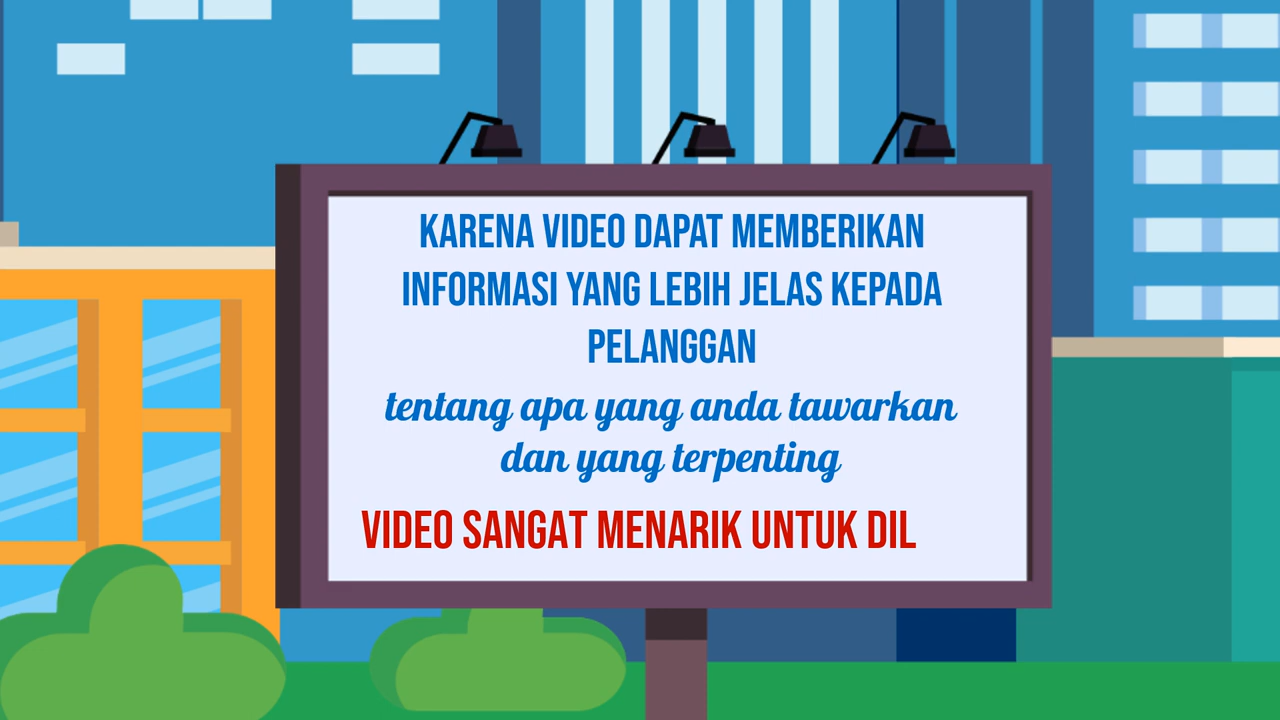 KARENA VIDEO DAPAT MEMBERIKAN
INFORMASI YANG LEBIH JELAS KEPADA
PELANGGAN
tentang apa yang anda tawarkan
dan yang terpenting
VIDEO SANGAT MENARIK UNTUK DIL